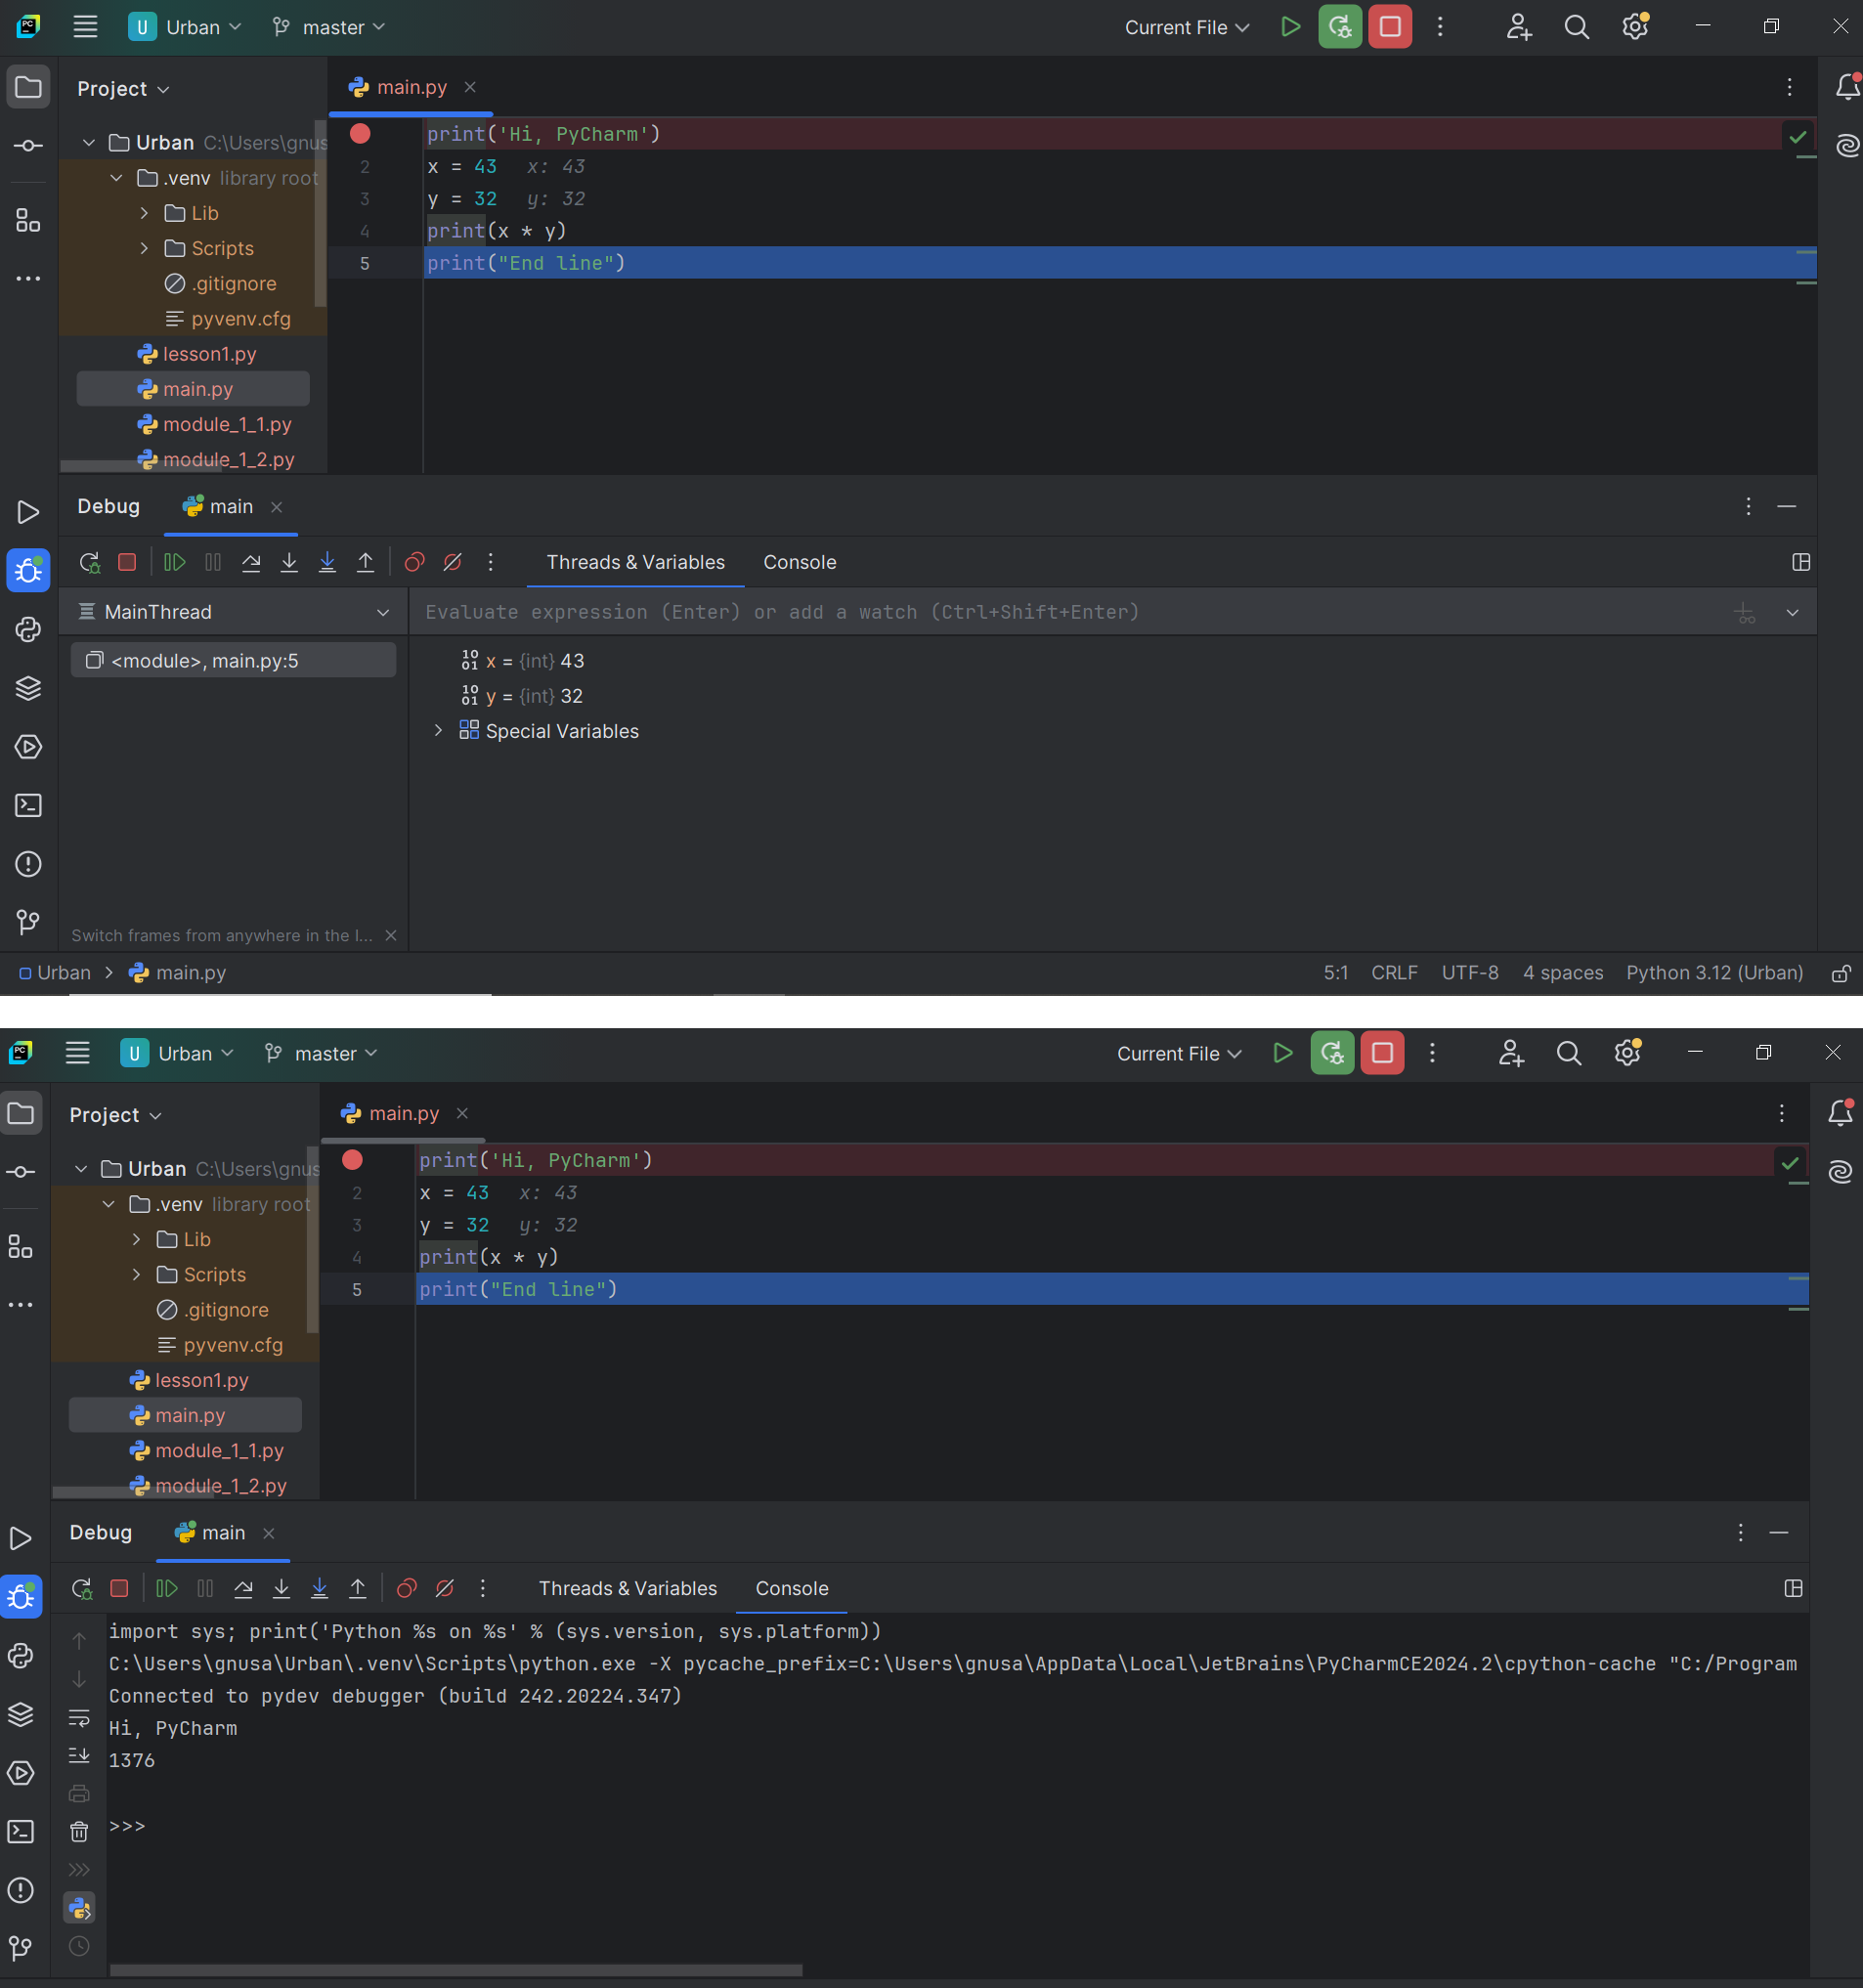 PC U Urban master Current File
Project
main.py
Urban C:\Users\gnus
.venv library root
Lib
Scripts
.gitignore
pyvenv.cfg
lesson1.py
main.py
module_1_1.py
module_1_2.py
print('Hi, PyCharm')
2 x = 43 x: 43
3 y = 32 y: 32
4 print(x * y)
5 print("End line")
Debug main
Threads & Variables Console
MainThread
Evaluate expression (Enter) or add a watch (Ctrl+Shift+Enter)
<module>, main.py:5
x = {int} 43
y = {int} 32
Special Variables
Switch frames from anywhere in the I...
Urban > main.py
5:1 CRLF UTF-8 4 spaces Python 3.12 (Urban)
PC U Urban master Current File
Project
main.py
Urban C:\Users\gnus
.venv library root
Lib
Scripts
.gitignore
pyvenv.cfg
lesson1.py
main.py
module_1_1.py
module_1_2.py
print('Hi, PyCharm')
2 x = 43 x: 43
3 y = 32 y: 32
4 print(x * y)
5 print("End line")
Debug main
Threads & Variables Console
import sys; print('Python %s on %s' % (sys.version, sys.platform))
C:\Users\gnusa\Urban\.venv\Scripts\python.exe -X pycache_prefix=C:\Users\gnusa\AppData\Local\JetBrains\PyCharmCE2024.2\cpython-cache "C:/Program
Connected to pydev debugger (build 242.20224.347)
Hi, PyCharm
1376
>>>